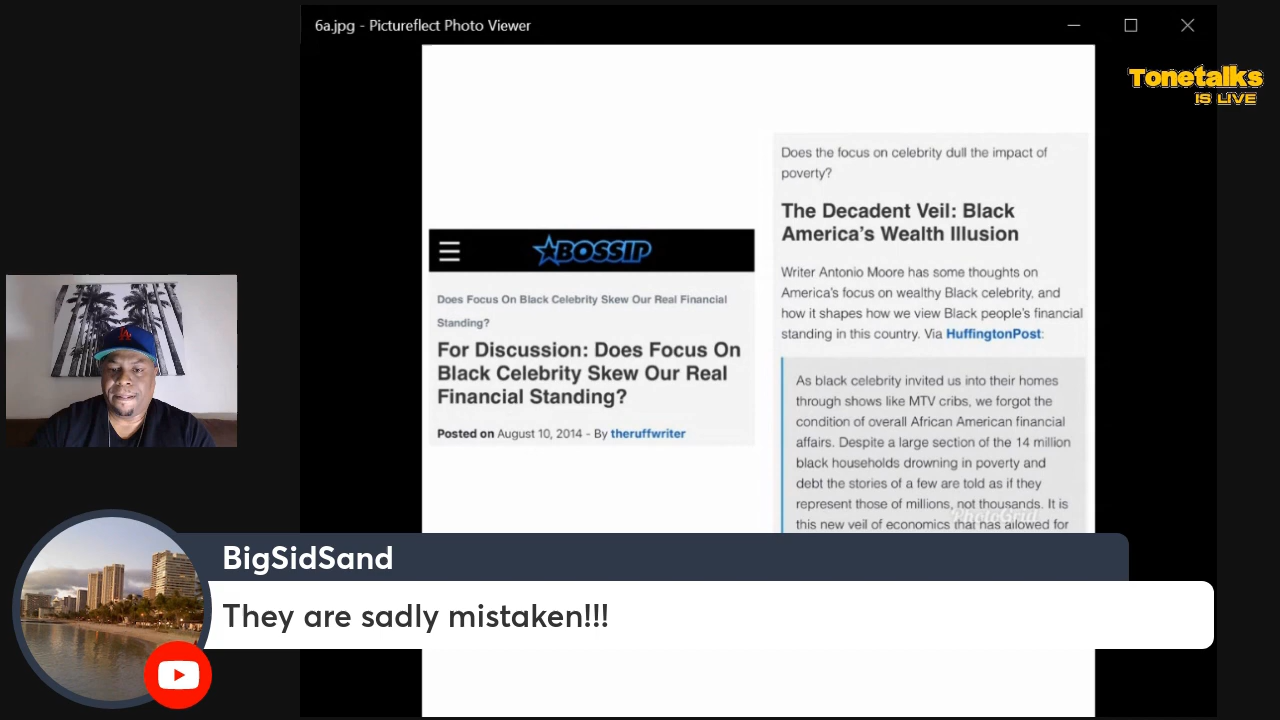 6a.jpg - Pictureflect Photo Viewer
Tonetalks
IS LIVE
BOSSIP
Does Focus On Black Celebrity Skew Our Real Financial
Standing?
For Discussion: Does Focus On
Black Celebrity Skew Our Real
Financial Standing?
Posted on August 10, 2014 - By theruffwriter
Does the focus on celebrity dull the impact of
poverty?
The Decadent Veil: Black
America's Wealth Illusion
Writer Antonio Moore has some thoughts on
America's focus on wealthy Black celebrity, and
how it shapes how we view Black people's financial
standing in this country. Via HuffingtonPost:
As black celebrity invited us into their homes
through shows like MTV cribs, we forgot the
condition of overall African American financial
affairs. Despite a large section of the 14 million
black households drowning in poverty and
debt the stories of a few are told as if they
represent those of millions, not thousands. It is
this new veil of economics that has allowed for
PhotoGrid
BigSidSand
They are sadly mistaken!!!
LA